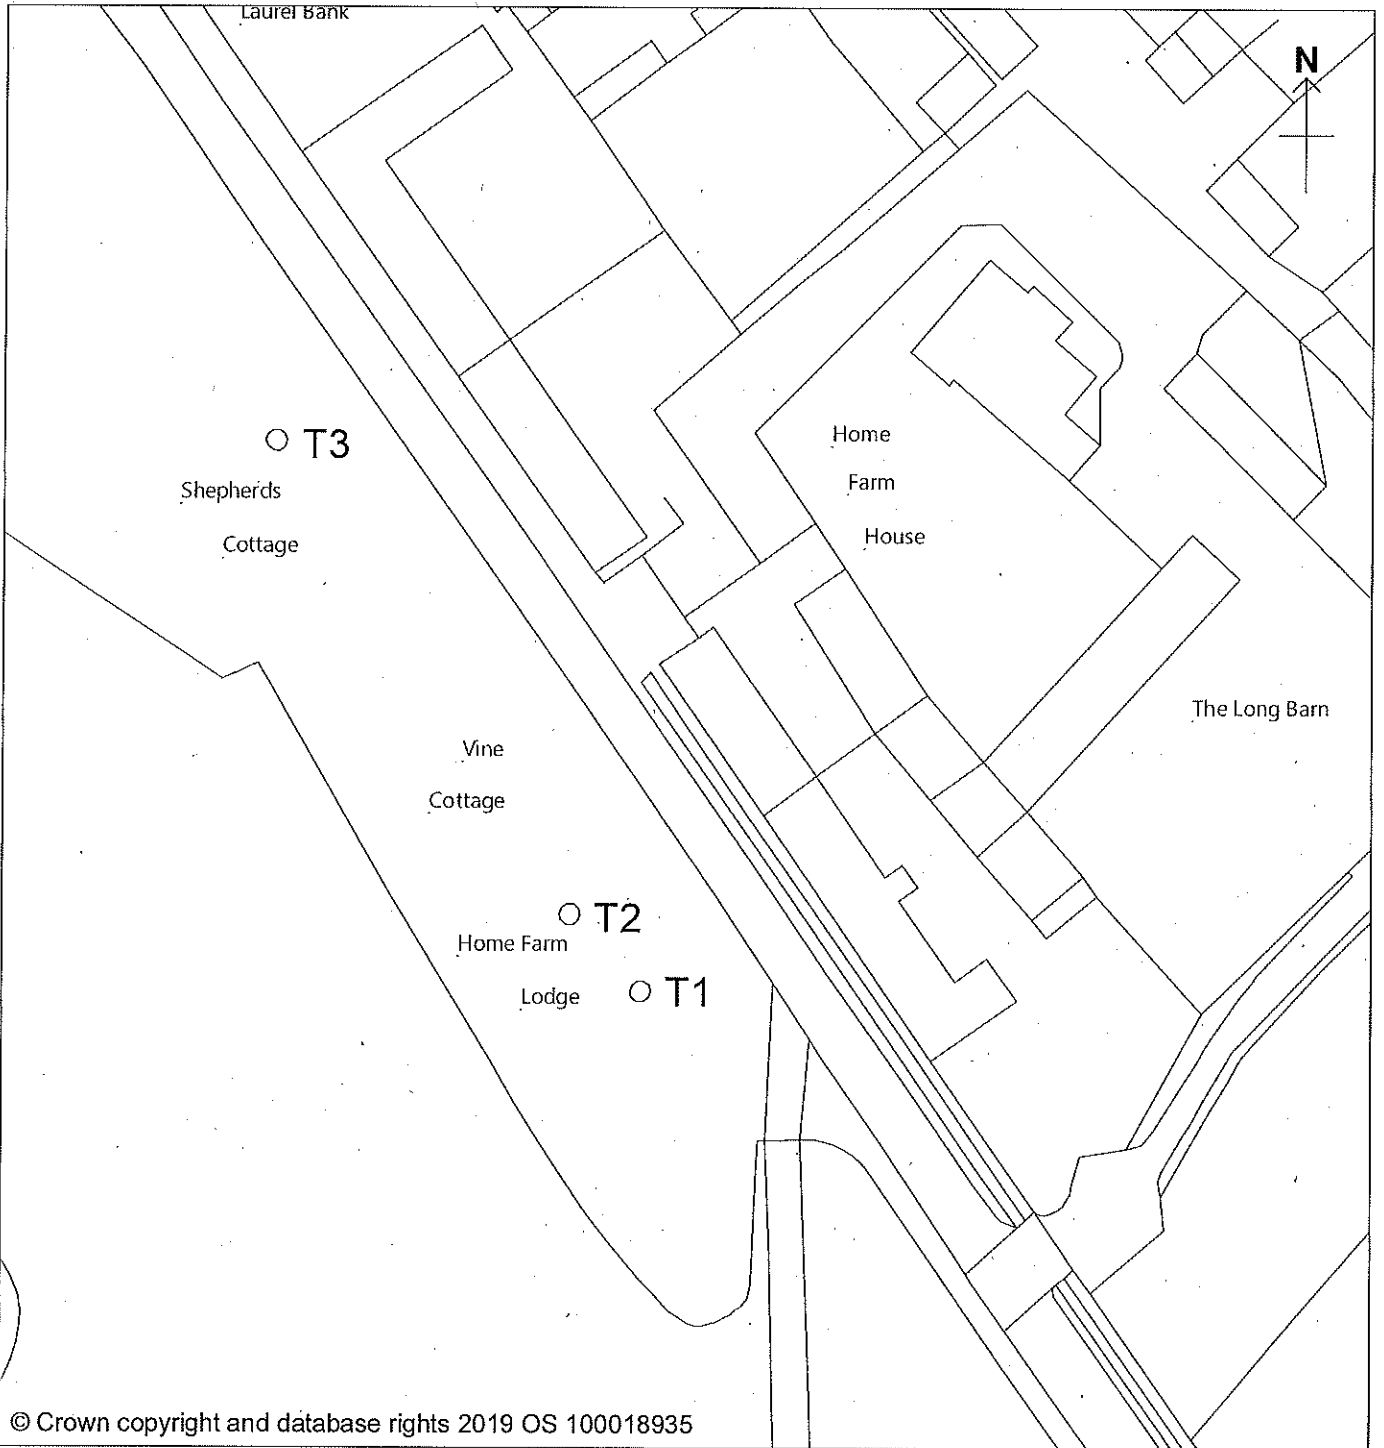 Laurel Bank
N
T3
Shepherds
Cottage
Home
Farm
House
The Long Barn
Vine
Cottage
T2
Home Farm
Lodge
T1
© Crown copyright and database rights 2019 OS 100018935